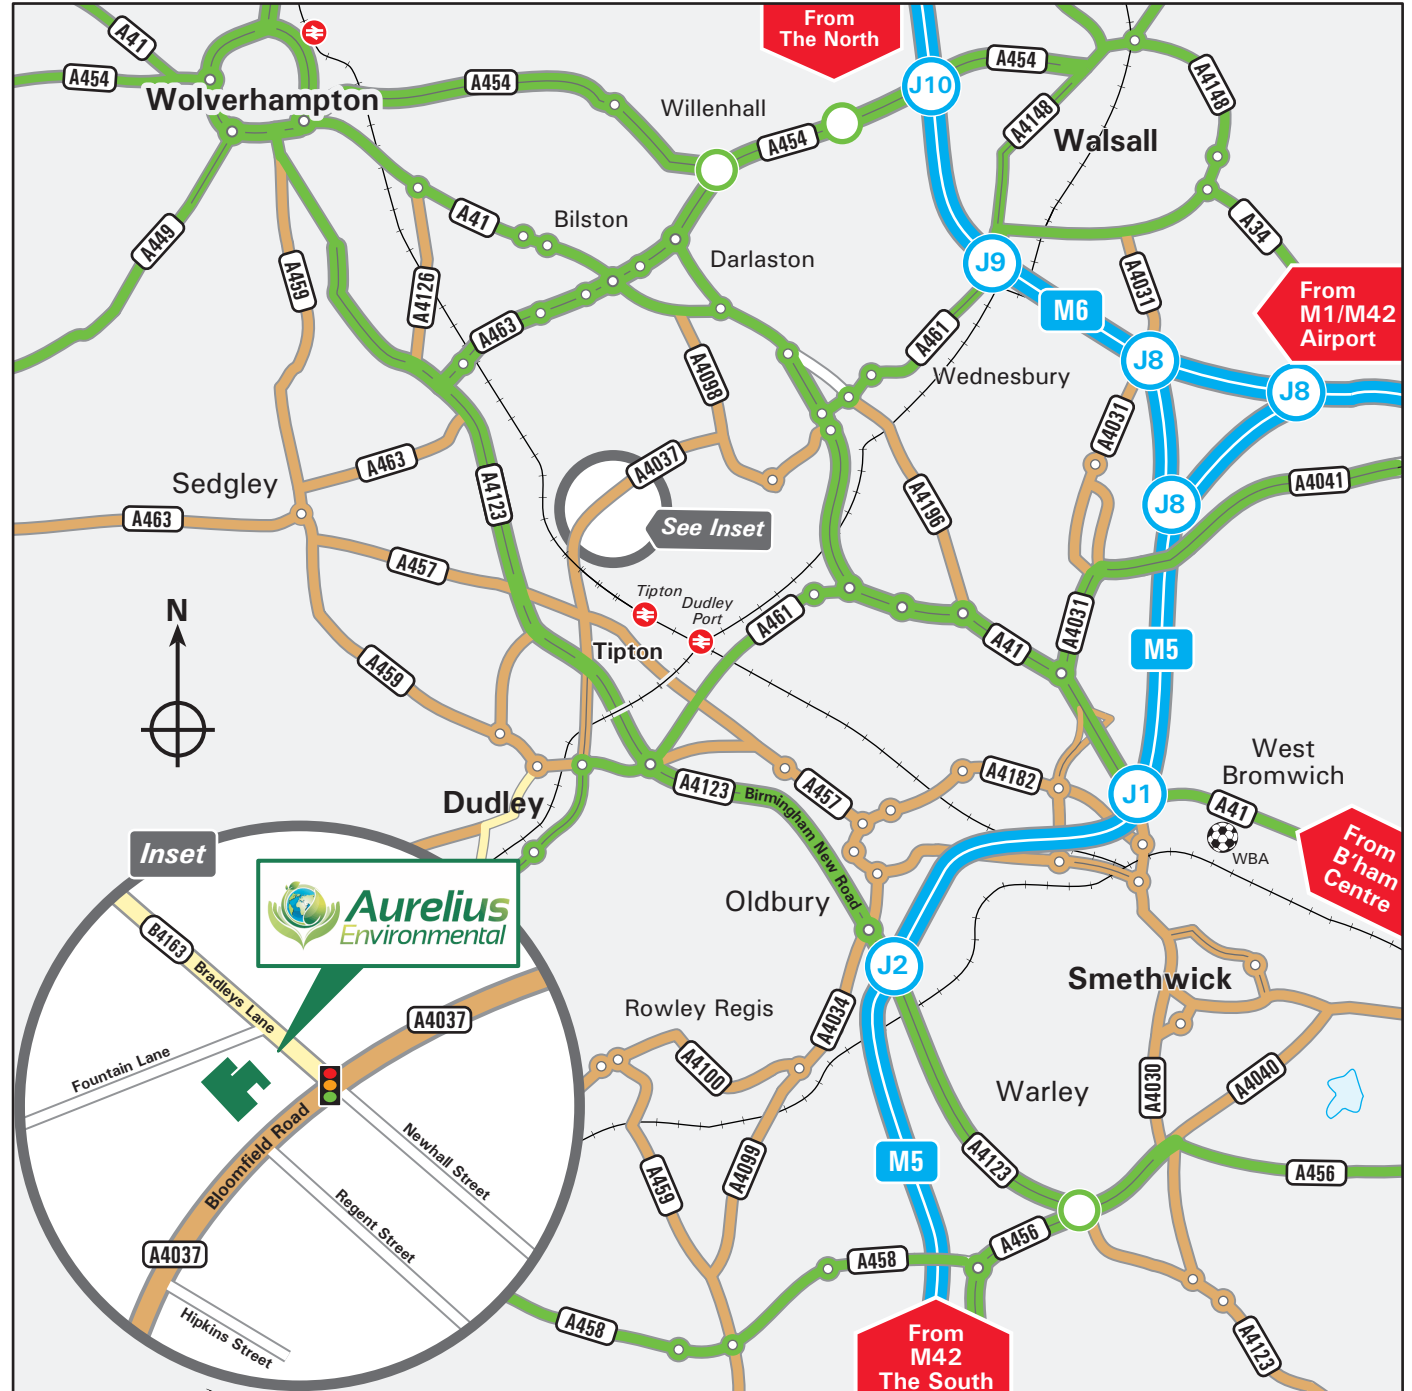 From
The North
A41
A454
A454
A454
A4148
J10
Wolverhampton
Willenhall
A4148
A454
Walsall
A449
A41
Bilston
A34
Darlaston
J9
A459
A4126
A4031
From
M1/M42
Airport
M6
A463
A461
J8
A4098
Wednesbury
J8
A4031
A463
A4037
Sedgley
A4123
A4041
A463
A4196
J8
See Inset
A457
N
Tipton
Dudley
Port
A461
A4031
Tipton
A41
M5
A459
West
Bromwich
A4182
A4123
Birmingham New Road
A457
J1
A41
Dudley
WBA
From
B'ham
Centre
Inset
Aurelius
Environmental
Oldbury
B4163
Bradleys Lane
J2
Smethwick
Rowley Regis
A4034
A4037
Fountain Lane
A4100
A4030
A4040
Warley
Bloomfield Road
Newhall Street
A4099
M5
A4123
A459
A456
Regent Street
A456
A4037
A458
Hipkins Street
A458
From
M42
The South
A4123